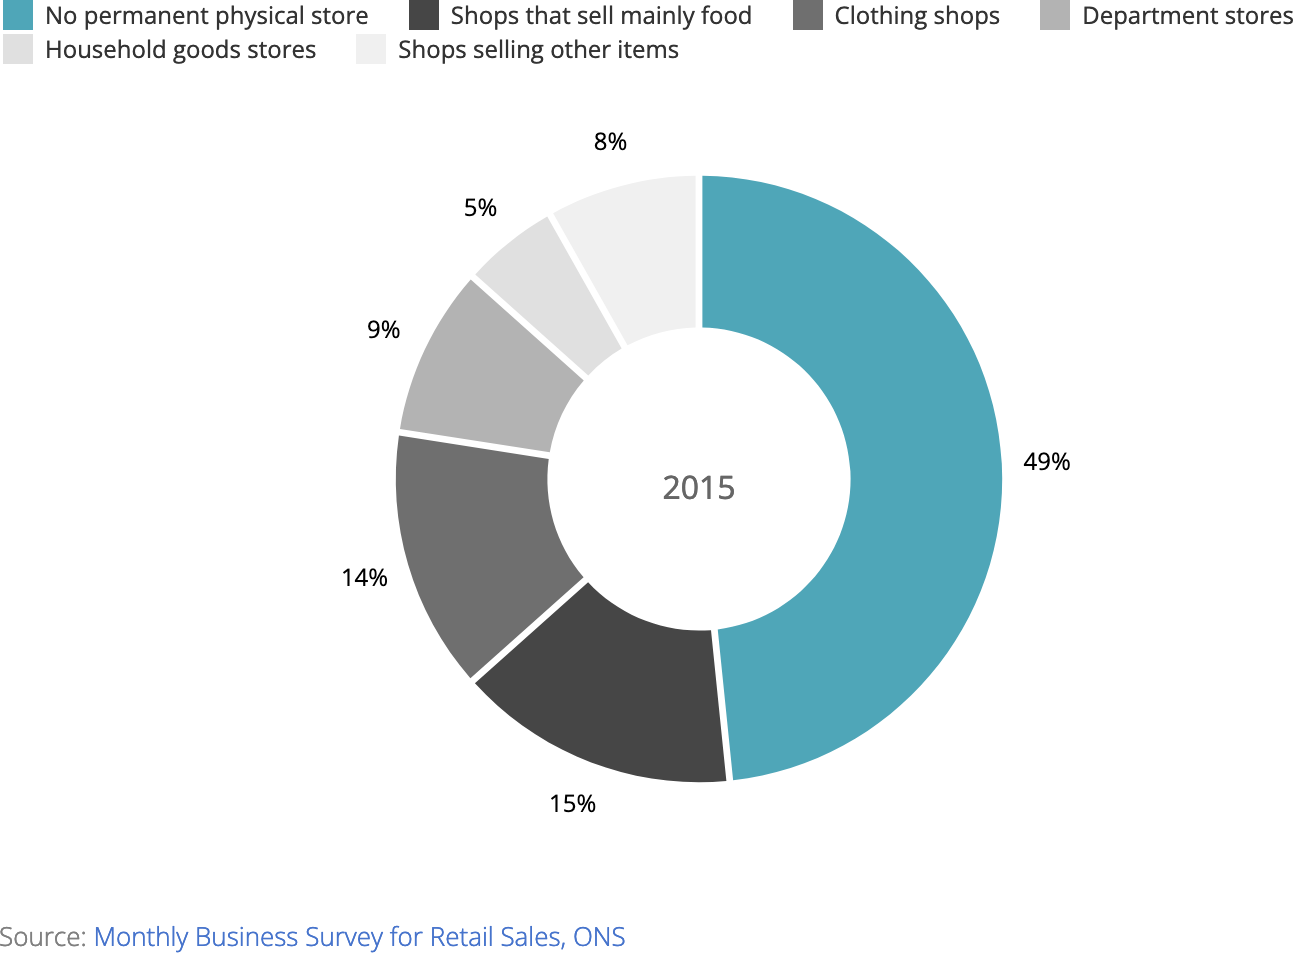 No permanent physical store Shops that sell mainly food Clothing shops Department stores
Household goods stores Shops selling other items
8%
5%
9%
49%
2015
14%
15%
Source: Monthly Business Survey for Retail Sales, ONS